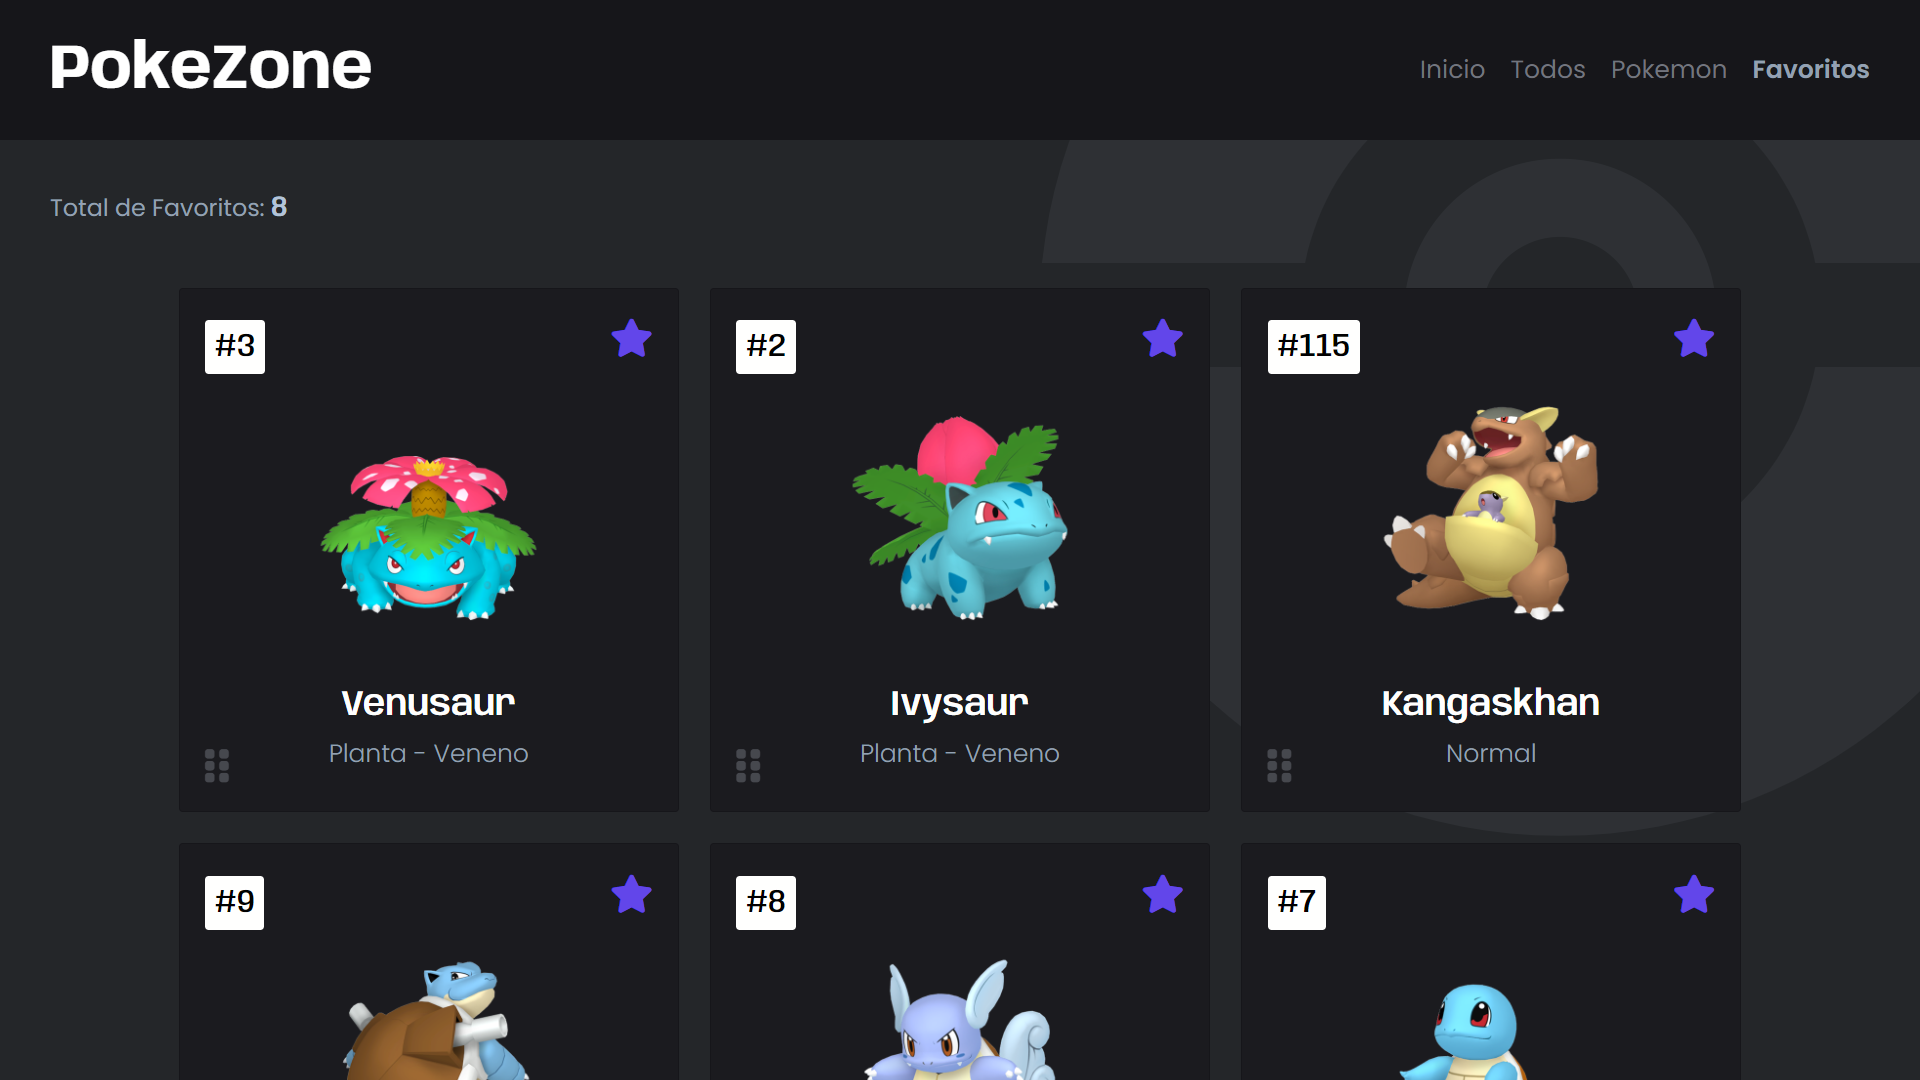 PokeZone
Inicio Todos Pokemon Favoritos
Total de Favoritos: 8
#3
Venusaur
Planta - Veneno
#2
Ivysaur
Planta - Veneno
#115
Kangaskhan
Normal
#9
#8
#7